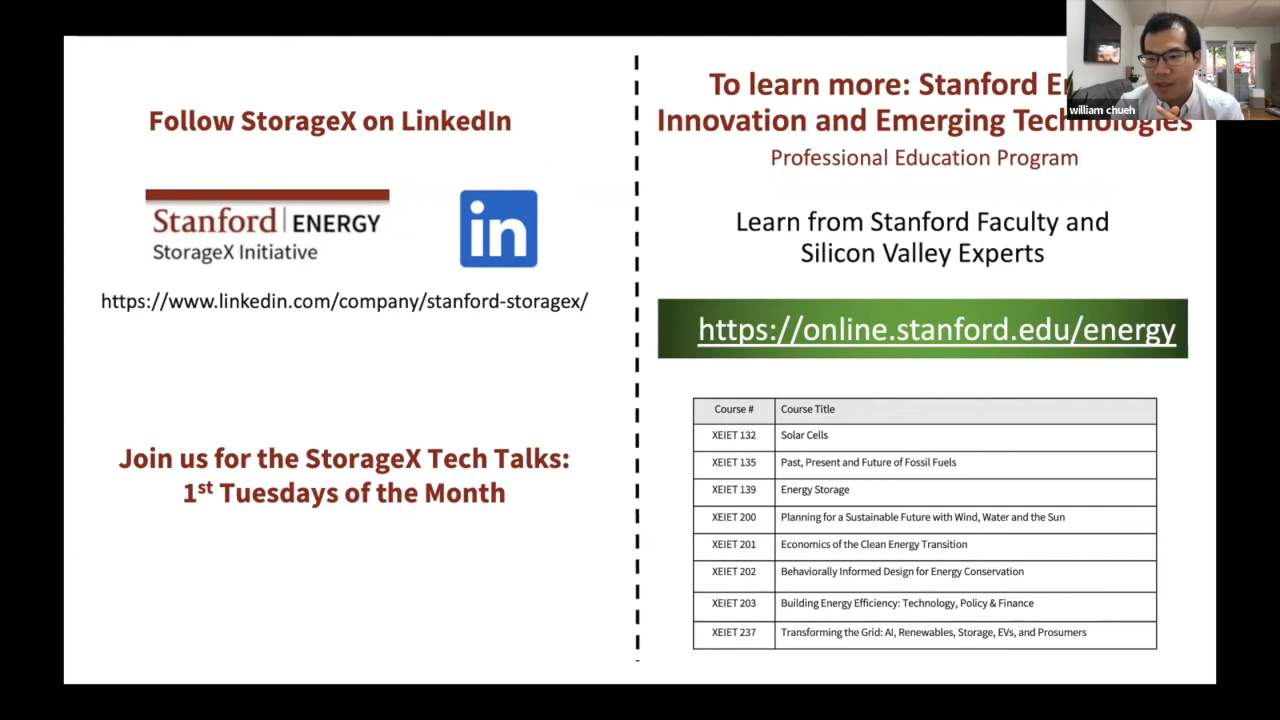 Follow StorageX on LinkedIn
Stanford ENERGY
StorageX Initiative
in
https://www.linkedin.com/company/stanford-storagex/
Join us for the StorageX Tech Talks:
1st Tuesdays of the Month
To learn more: Stanford
Innovation and Emerging Technologies
Professional Education Program
Learn from Stanford Faculty and
Silicon Valley Experts
https://online.stanford.edu/energy
Course # Course Title
XEIET 132 Solar Cells
XEIET 135 Past, Present and Future of Fossil Fuels
XEIET 139 Energy Storage
XEIET 200 Planning for a Sustainable Future with Wind, Water and the Sun
XEIET 201 Economics of the Clean Energy Transition
XEIET 202 Behaviorally Informed Design for Energy Conservation
XEIET 203 Building Energy Efficiency: Technology, Policy & Finance
XEIET 237 Transforming the Grid: AI, Renewables, Storage, EVs, and Prosumers
william chueh